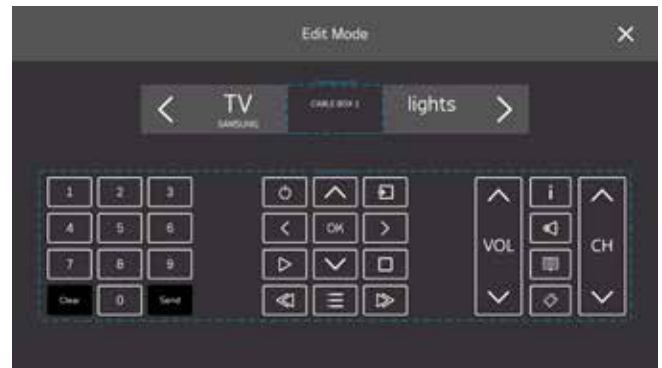 Edit Mode
TV
SAMSUNG
CABLE BOX 1
lights
1 2 3
4 5 OK 6
7 8 9
VOL
CH
Clear 0 Send